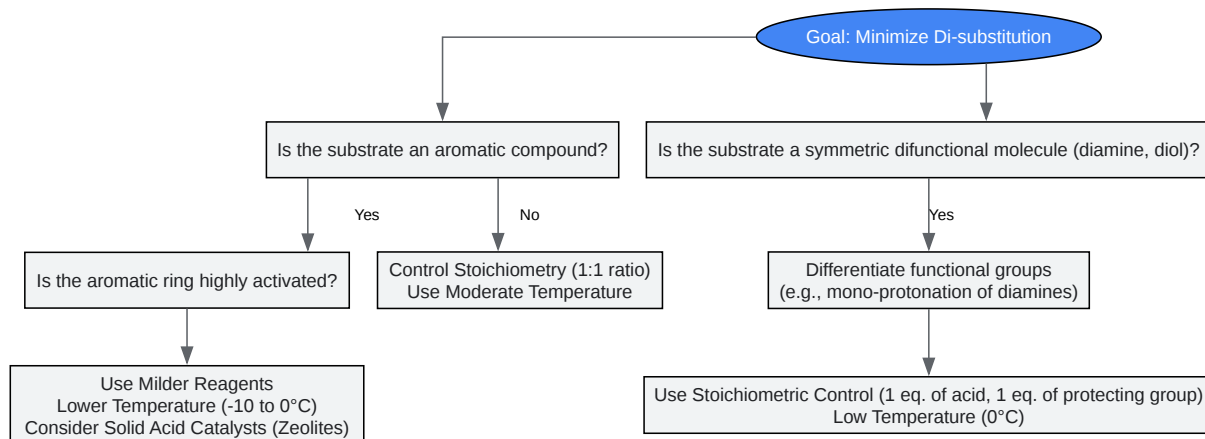 Goal: Minimize Di-substitution
Is the substrate an aromatic compound?
Is the substrate a symmetric difunctional molecule (diamine, diol)?
Yes
No
Yes
Is the aromatic ring highly activated?
Control Stoichiometry (1:1 ratio)
Use Moderate Temperature
Differentiate functional groups
(e.g., mono-protonation of diamines)
Use Milder Reagents
Lower Temperature (-10 to 0°C)
Consider Solid Acid Catalysts (Zeolites)
Use Stoichiometric Control (1 eq. of acid, 1 eq. of protecting group)
Low Temperature (0°C)